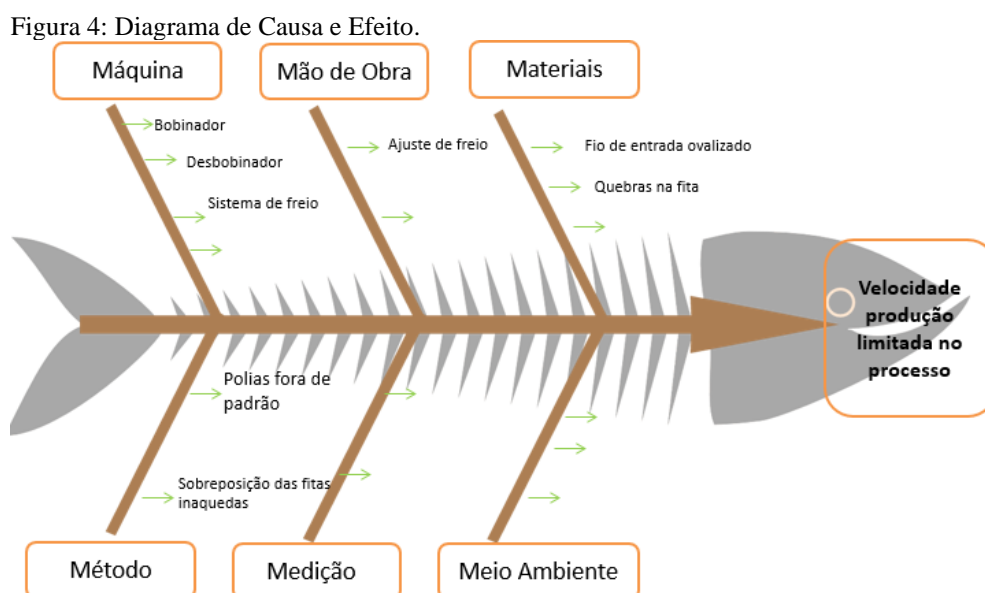 Figura 4: Diagrama de Causa e Efeito.
Máquina
Mão de Obra
Materiais
Bobinador
Desbobinador
Sistema de freio
Ajuste de freio
Fio de entrada ovalizado
Quebras na fita
Velocidade
produção
limitada no
processo
Polias fora de
padrão
Sobreposição das fitas
inaquedas
Método
Medição
Meio Ambiente